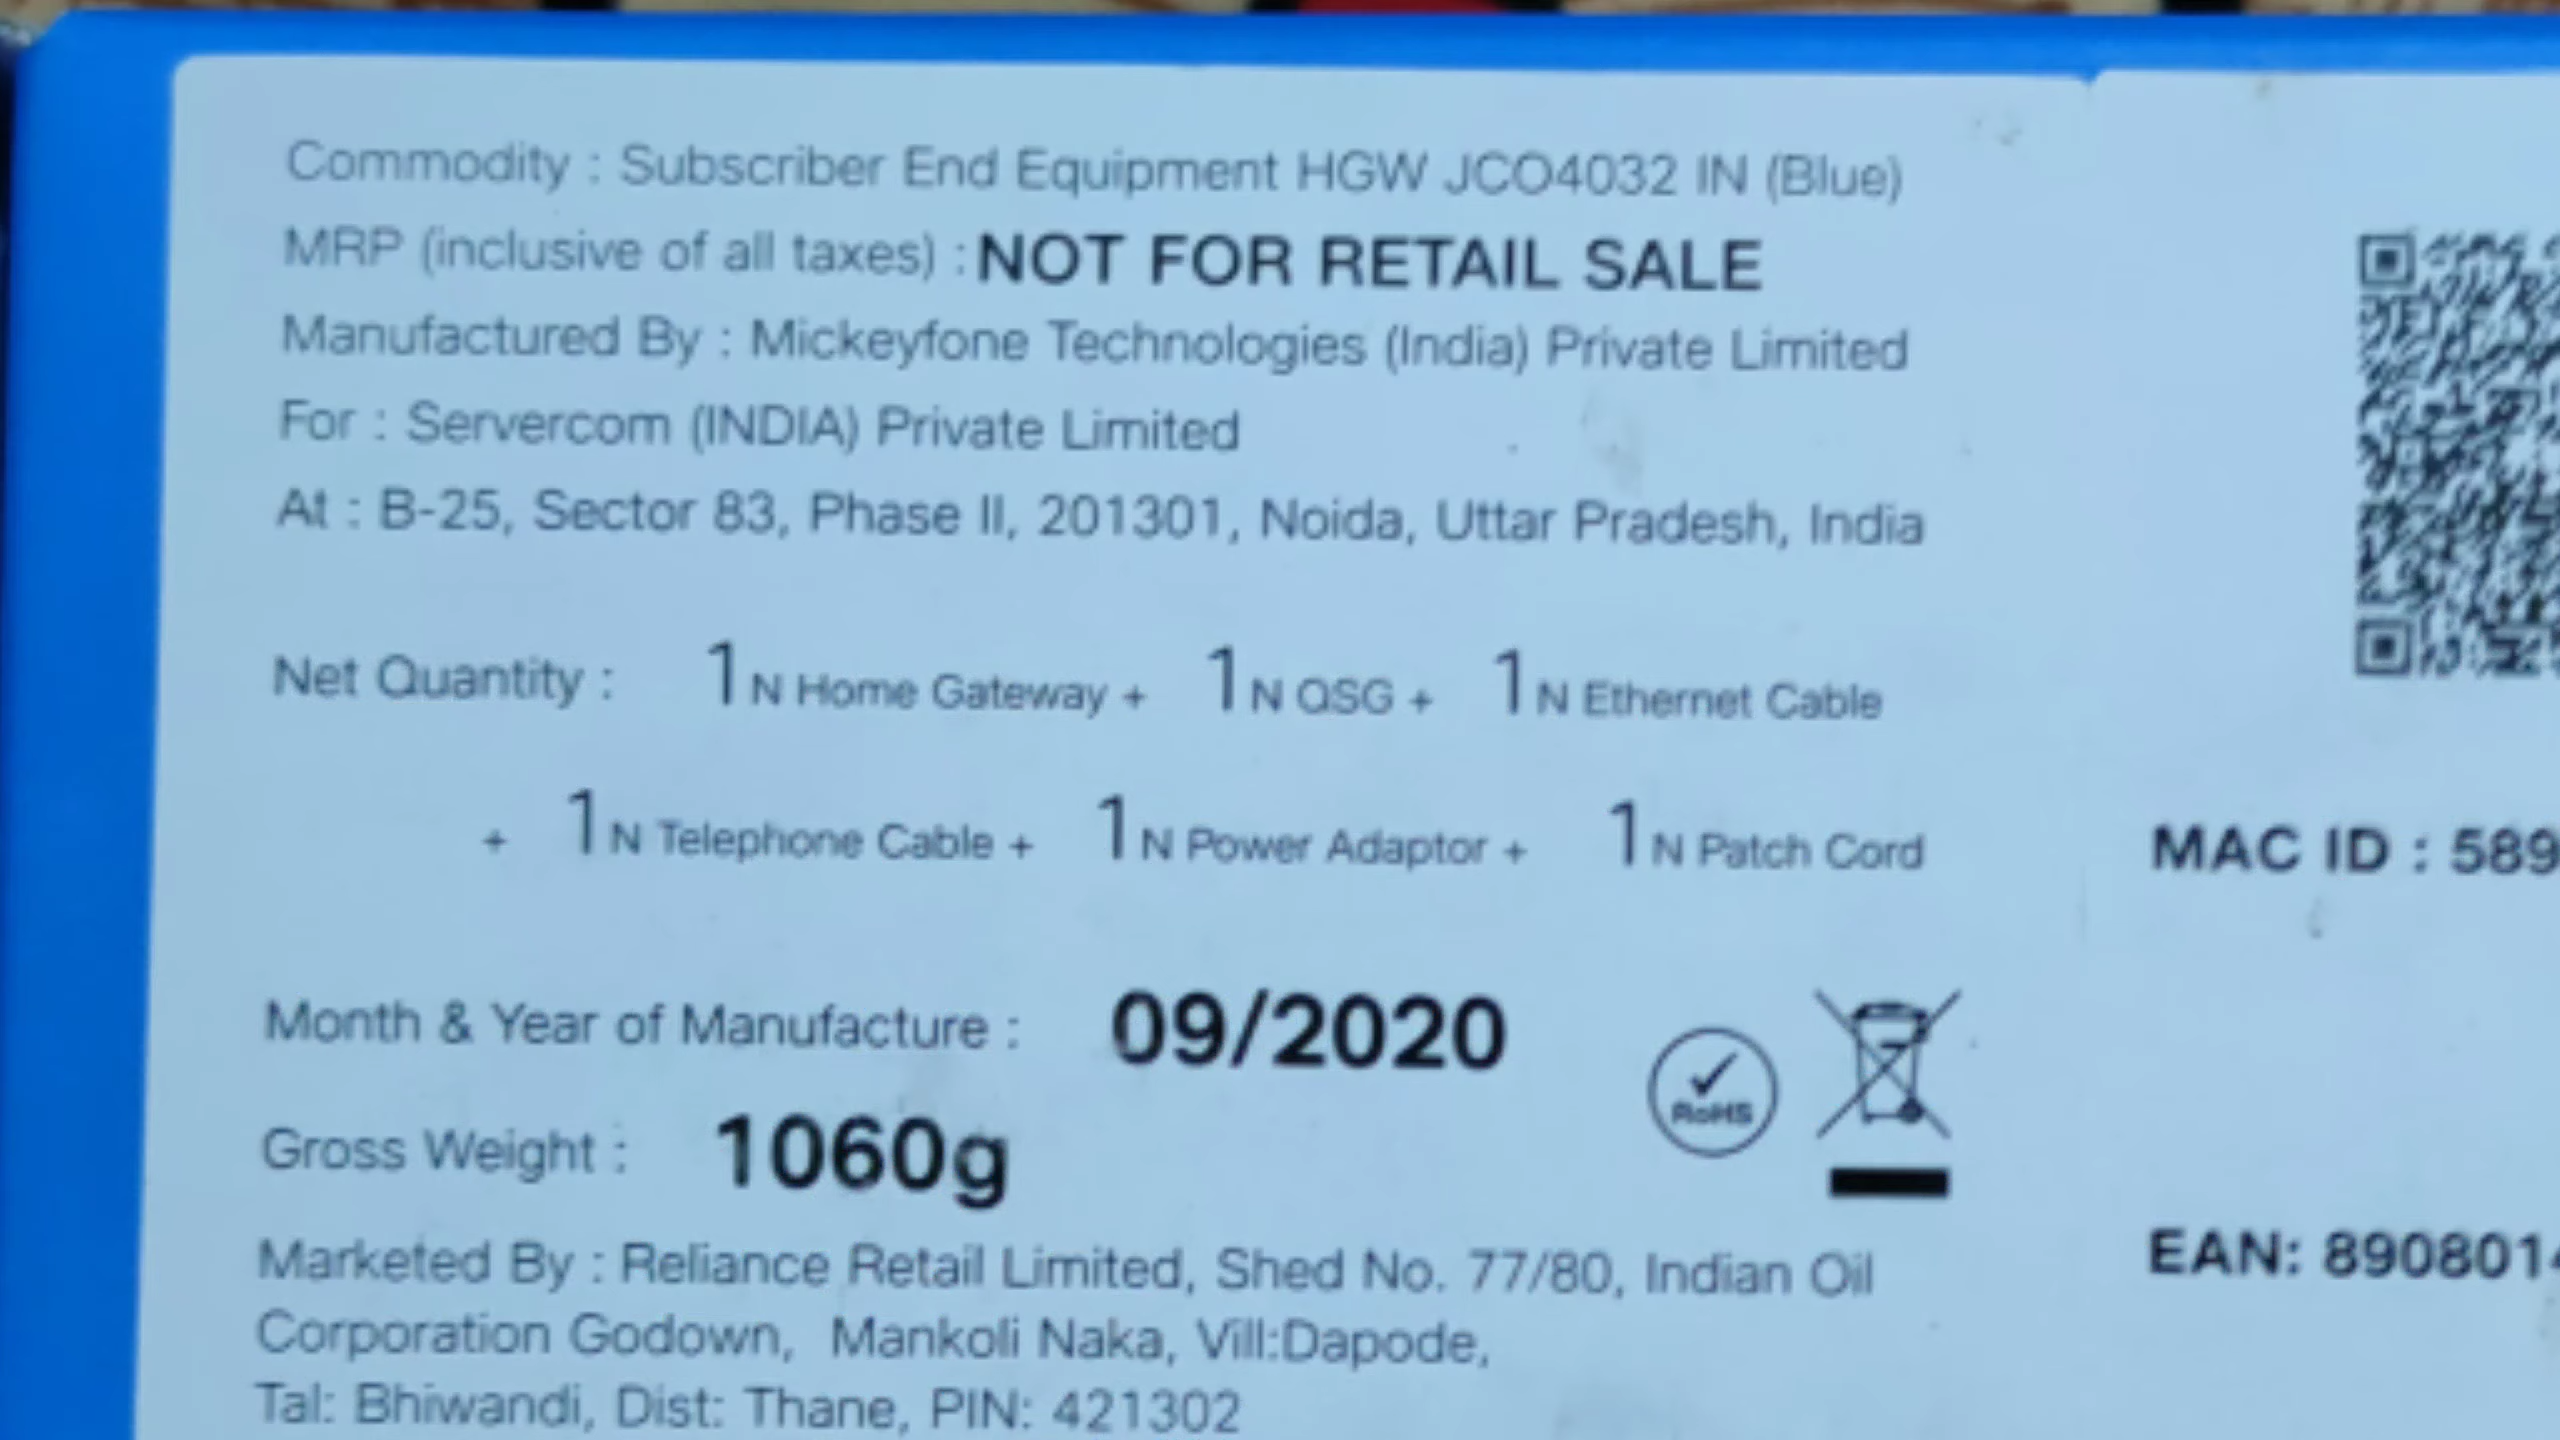 Commodity : Subscriber End Equipment HGW JCO4032 IN (Blue)
MRP (inclusive of all taxes) : NOT FOR RETAIL SALE
Manufactured By : Mickeyfone Technologies (India) Private Limited
For : Servercom (INDIA) Private Limited
At : B-25, Sector 83, Phase II, 201301, Noida, Uttar Pradesh, India
Net Quantity : 1N Home Gateway + 1N QSG + 1N Ethernet Cable
+ 1N Telephone Cable + 1N Power Adaptor + 1N Patch Cord
Month & Year of Manufacture : 09/2020
RoHS
Gross Weight : 1060g
Marketed By : Reliance Retail Limited, Shed No. 77/80, Indian Oil
Corporation Godown, Mankoli Naka, Vill:Dapode,
Tal: Bhiwandi, Dist: Thane, PIN: 421302
MAC ID : 589
EAN: 8908014